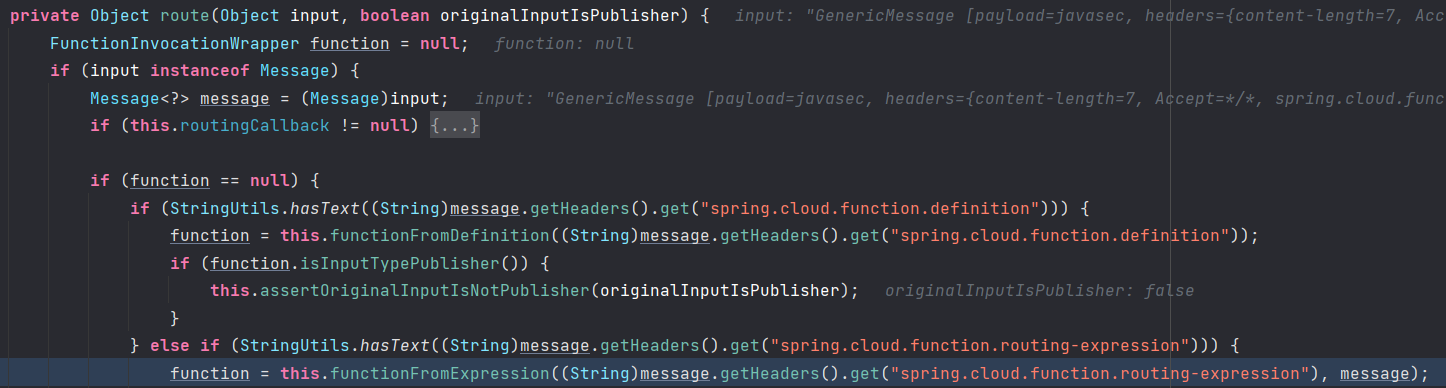 private Object route(Object input, boolean originalInputIsPublisher) {   input: "GenericMessage [payload=javasec, headers={content-length=7, Acc
    FunctionInvocationWrapper function = null;   function: null
    if (input instanceof Message) {
        Message<?> message = (Message)input;   input: "GenericMessage [payload=javasec, headers={content-length=7, Accept=*/*, spring.cloud.func
        if (this.routingCallback != null) {...}
        if (function == null) {
            if (StringUtils.hasText((String)message.getHeaders().get("spring.cloud.function.definition"))) {
                function = this.functionFromDefinition((String)message.getHeaders().get("spring.cloud.function.definition"));
                if (function.isInputTypePublisher()) {
                    this.assertOriginalInputIsNotPublisher(originalInputIsPublisher);   originalInputIsPublisher: false
                }
            } else if (StringUtils.hasText((String)message.getHeaders().get("spring.cloud.function.routing-expression"))) {
                function = this.functionFromExpression((String)message.getHeaders().get("spring.cloud.function.routing-expression"), message);